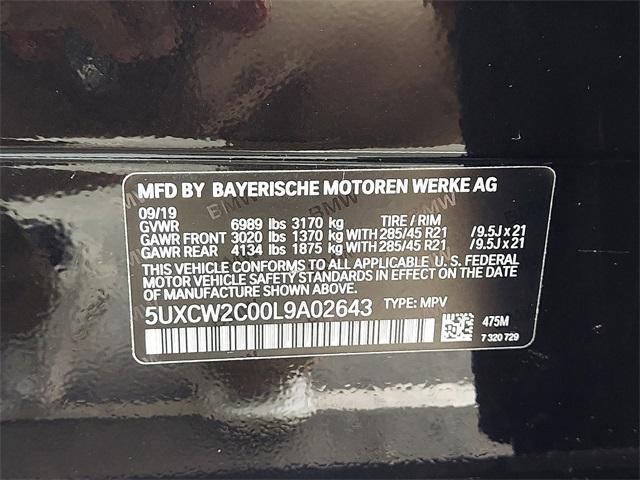 MFD BY BAYERISCHE MOTOREN WERKE AG
09/19
GVWR 6989 lbs 3170 kg TIRE / RIM
GAWR FRONT 3020 lbs 1370 kg WITH 285/45 R21 /9.5J x 21
GAWR REAR 4134 lbs 1875 kg WITH 285/45 R21 /9.5J x 21
THIS VEHICLE CONFORMS TO ALL APPLICABLE U. S. FEDERAL
MOTOR VEHICLE SAFETY STANDARDS IN EFFECT ON THE
DATE OF MANUFACTURE SHOWN ABOVE.
5UXCW2C00L9A02643 TYPE: MPV
475M
7 320 729